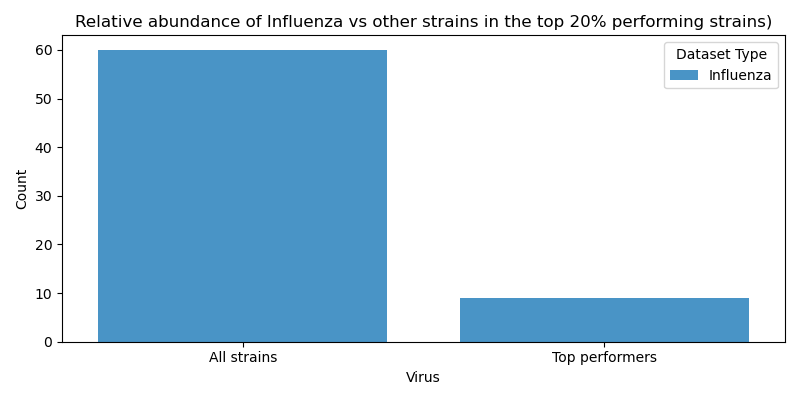 Relative abundance of Influenza vs other strains in the top 20% performing strains)
Dataset Type
Influenza
60
50
40
30
20
10
0
Count
All strains
Top performers
Virus